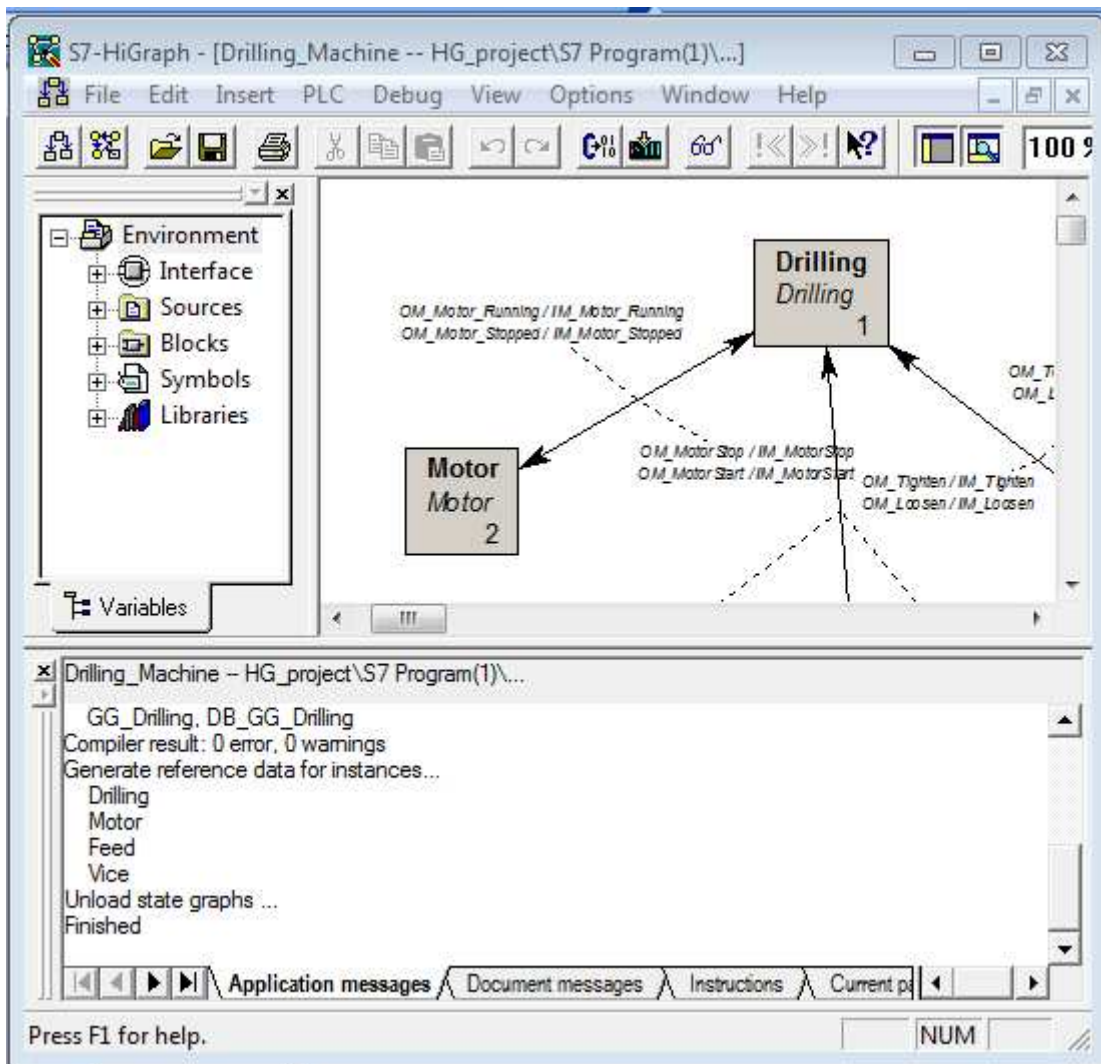 S7-HiGraph - [Drilling_Machine -- HG_project\S7 Program(1)\...]
File Edit Insert PLC Debug View Options Window Help
100 %
Environment
Interface
Sources
Blocks
Symbols
Libraries
Variables
Drilling
Drilling
1
OM_Motor_Running / IM_Motor_Running
OM_Motor_Stopped / IM_Motor_Stopped
OM_MotorStop / IM_MotorStop
OM_MotorStart / IM_MotorStart
OM_Tighten / IM_Tighten
OM_Loosen / IM_Loosen
Motor
Motor
2
Drilling_Machine -- HG_project\S7 Program(1)\...
GG_Drilling, DB_GG_Drilling
Compiler result: 0 error, 0 warnings
Generate reference data for instances...
Drilling
Motor
Feed
Vice
Unload state graphs ...
Finished
Application messages Document messages Instructions Current
Press F1 for help.
NUM